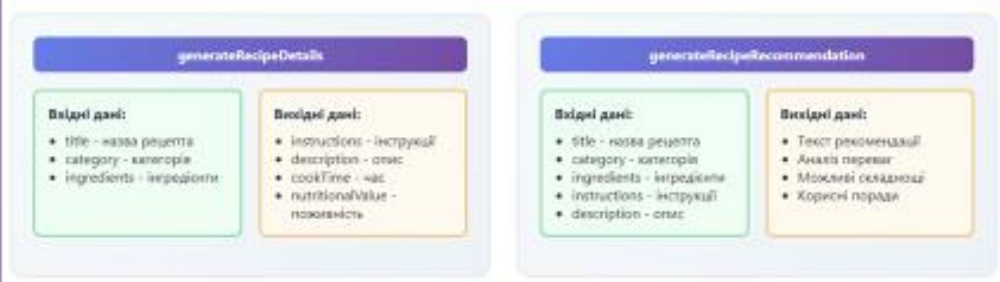 generateRecipeDetails
Вхідні дані:
• title - назва рецепта
• category - категорія
• ingredients - інгредієнти
Вихідні дані:
• instructions - інструкції
• description - опис
• cookTime - час
• nutritionalValue -
поживність
generateRecipeRecommendation
Вхідні дані:
• title - назва рецепта
• category - категорія
• ingredients - інгредієнти
• instructions - інструкції
• description - опис
Вихідні дані:
• Текст рекомендації
• Аналіз переваг
• Можливі складнощі
• Корисні поради